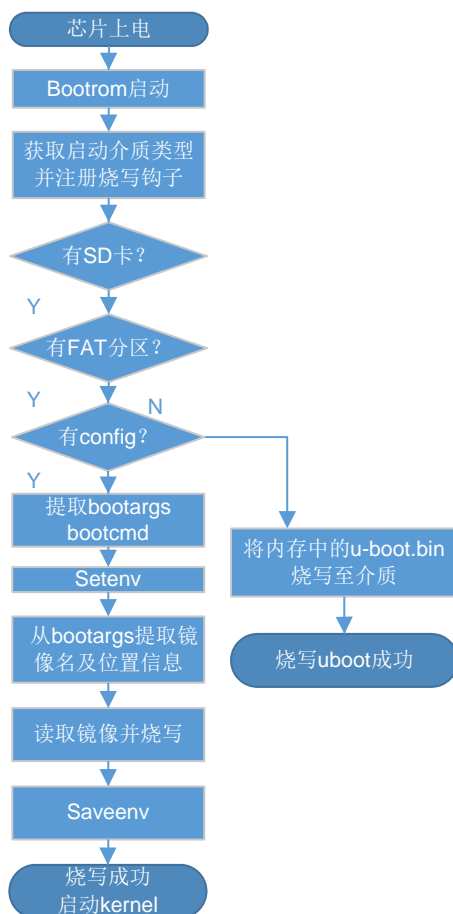 芯片上电
Bootrom启动
获取启动介质类型
并注册烧写钩子
有SD卡?
Y
有FAT分区?
Y
N
有config?
Y
提取bootargs
bootcmd
将内存中的u-boot.bin
烧写至介质
Setenv
从bootargs提取镜
像名及位置信息
烧写uboot成功
读取镜像并烧写
Saveenv
烧写成功
启动kernel